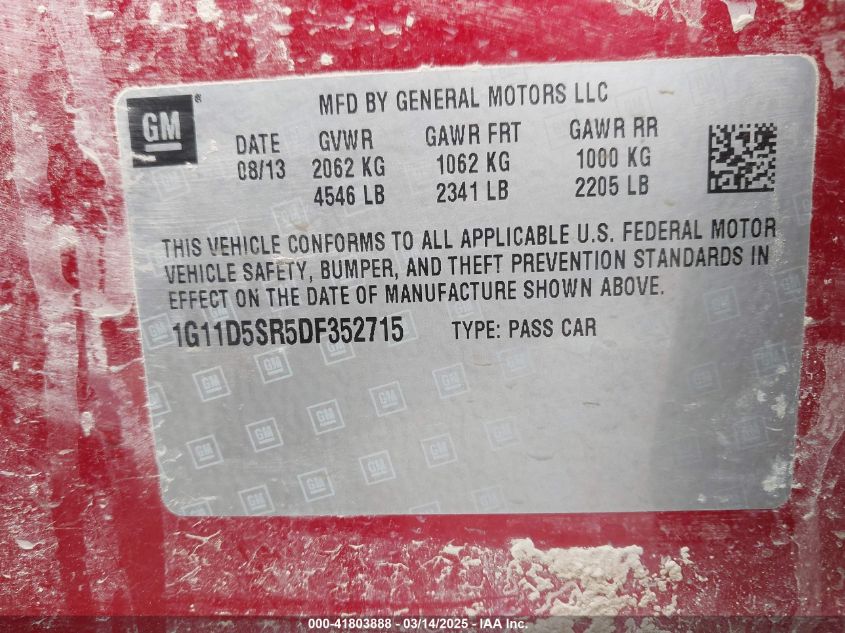 GM
®
MFD BY GENERAL MOTORS LLC
DATE GVWR GAWR FRT GAWR RR
08/13 2062 KG 1062 KG 1000 KG
4546 LB 2341 LB 2205 LB
THIS VEHICLE CONFORMS TO ALL APPLICABLE U.S. FEDERAL MOTOR
VEHICLE SAFETY, BUMPER, AND THEFT PREVENTION STANDARDS IN
EFFECT ON THE DATE OF MANUFACTURE SHOWN ABOVE.
1G11D5SR5DF352715 TYPE: PASS CAR
000-41803888 - 03/14/2025 - IAA Inc.